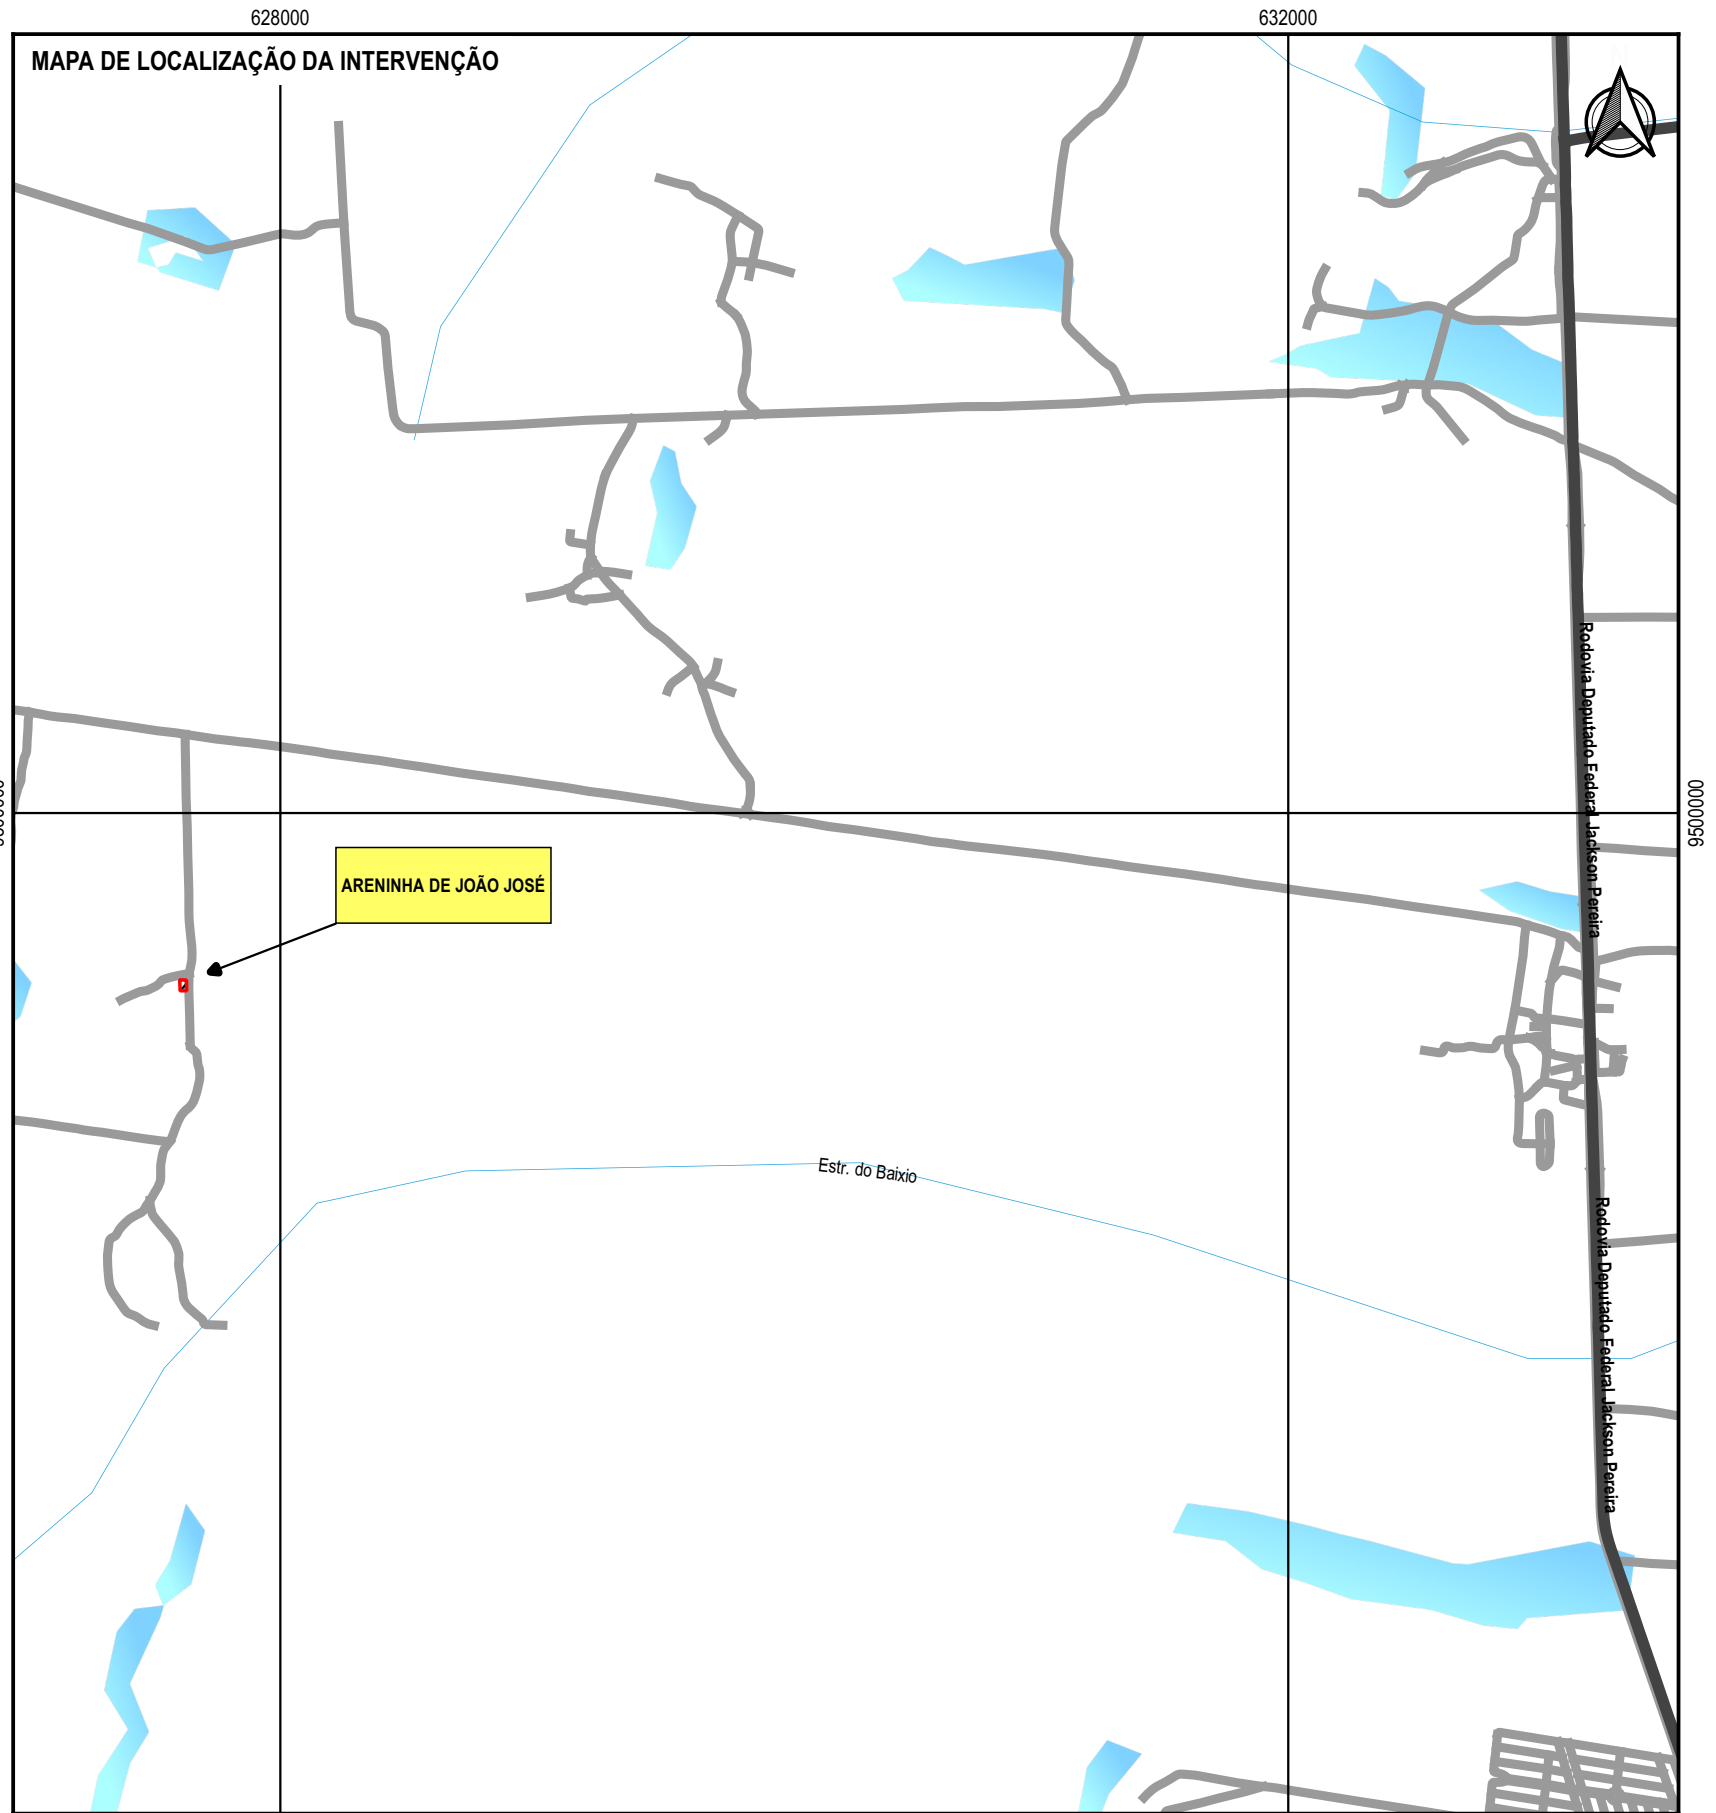 628000
632000
MAPA DE LOCALIZAÇÃO DA INTERVENÇÃO
Rodovia Deputado Federal Jackson Pereira
9500000
ARENINHA DE JOÃO JOSÉ
Estr. do Baixio
Rodovia Deputado Federal Jackson Pereira